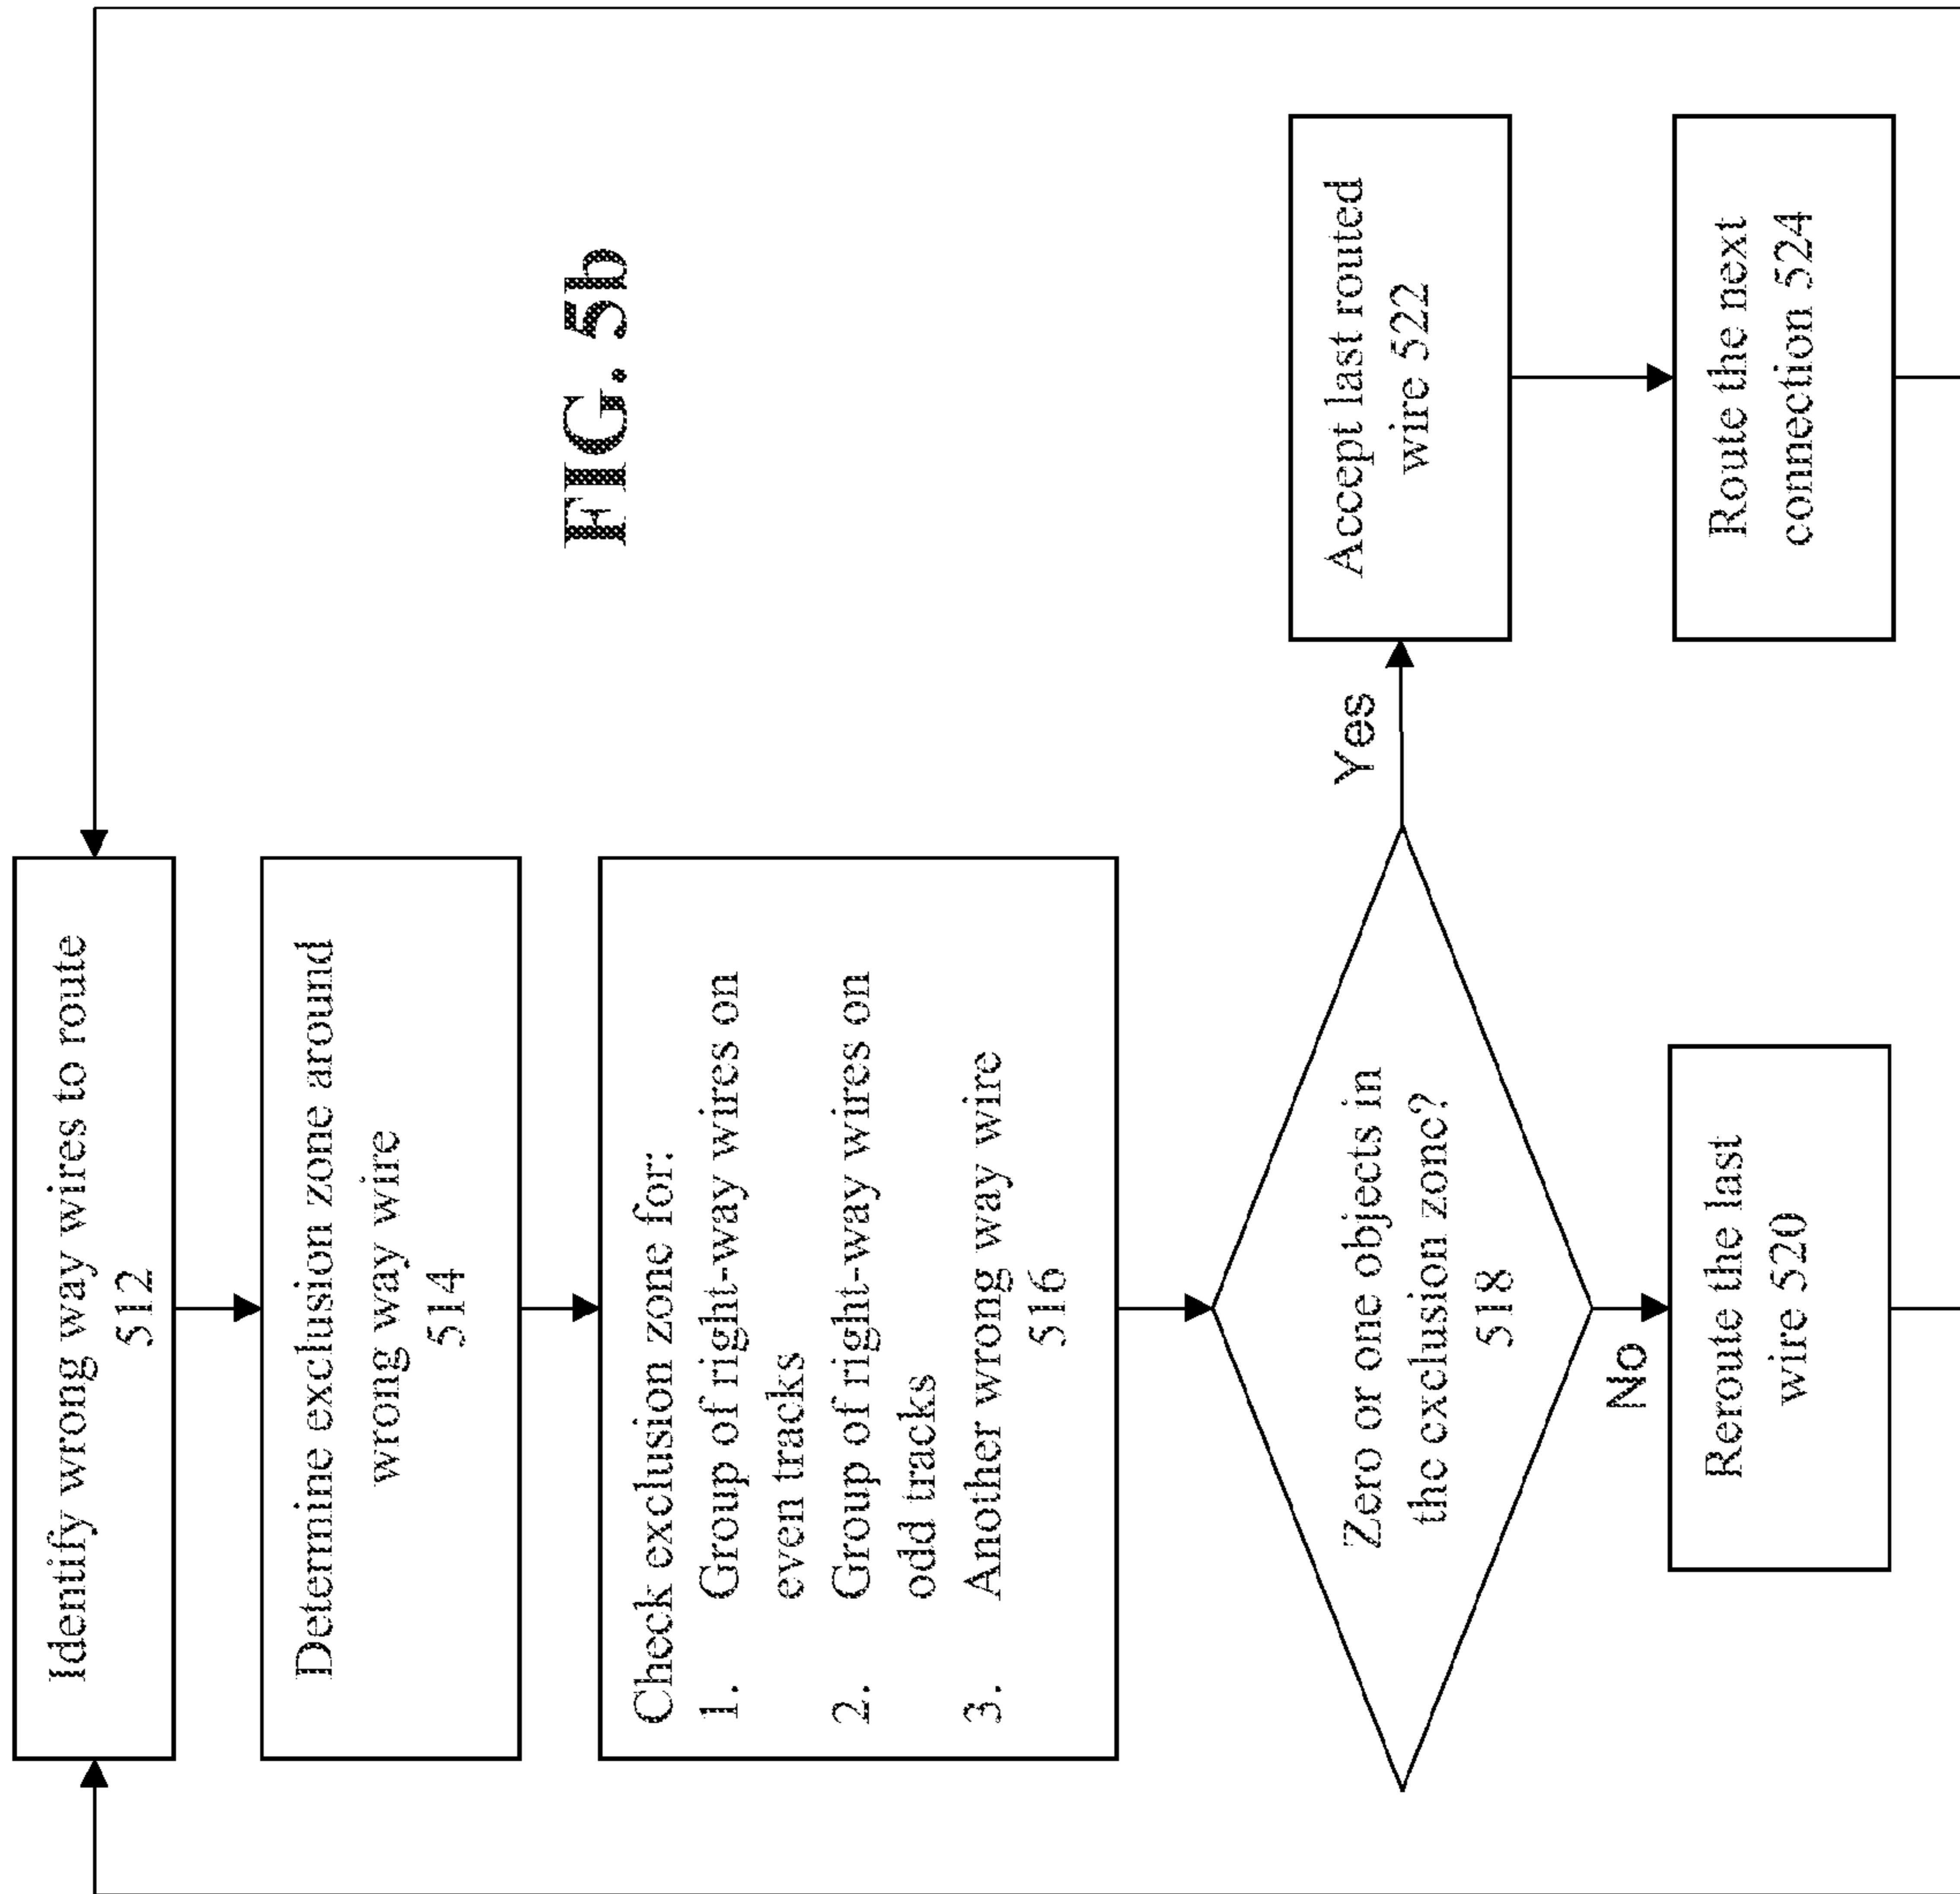 Identify wrong way wires to route
512
Determine exclusion zone around
wrong way wire
514
Check exclusion zone for:
1. Group of right-way wires on
even tracks
2. Group of right-way wires on
odd tracks
3. Another wrong way wire
516
Zero or one objects in
the exclusion zone?
518
No
Reroute the last
wire 520
Yes
Accept last routed
wire 522
Route the next
connection 524
FIG. 5b